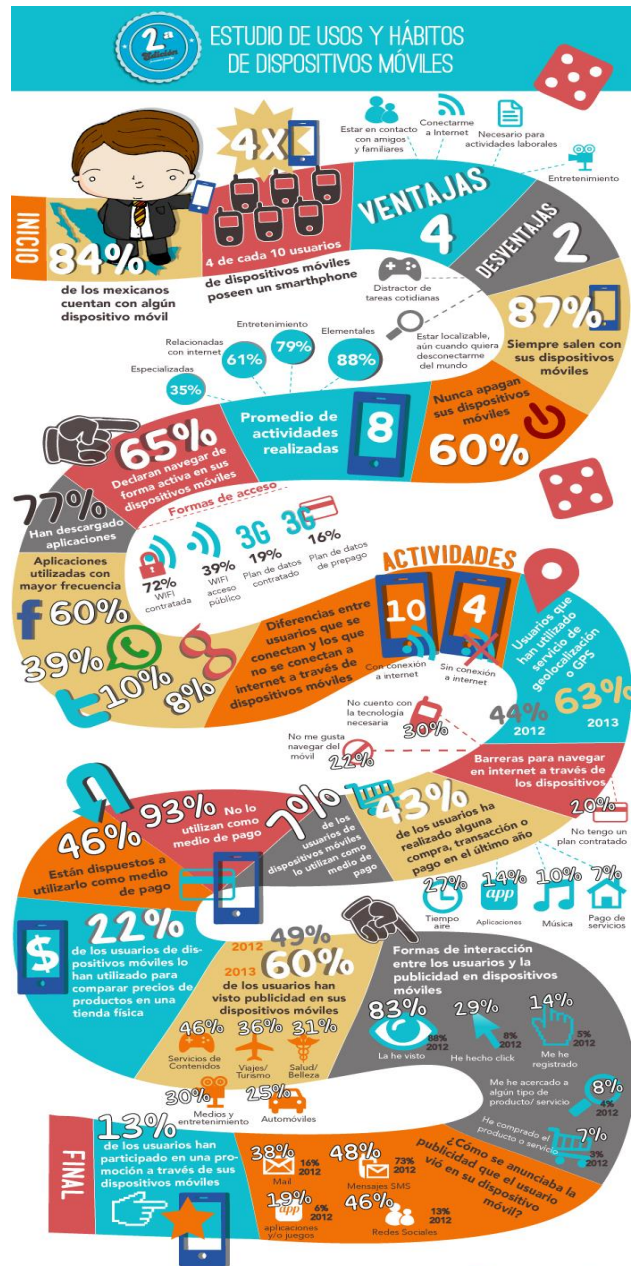 2ª
Edición
ESTUDIO DE USOS Y HÁBITOS
DE DISPOSITIVOS MÓVILES
INICIO
84%
de los mexicanos
cuentan con algún
dispositivo móvil
4X
4 de cada 10 usuarios
de dispositivos móviles
poseen un smarthphone
VENTAJAS
4
Estar en contacto
con amigos
y familiares
Conectarme
a Internet
Necesario para
actividades laborales
Entretenimiento
DESVENTAJAS
2
Distractor de
tareas cotidianas
Estar localizable,
aún cuando quiera
desconectarme
del mundo
87%
Siempre salen con
sus dispositivos
móviles
Nunca apagan
sus dispositivos
móviles
60%
Promedio de
actividades
realizadas
8
Especializadas
35%
Relacionadas
con internet
61%
Entretenimiento
79%
Elementales
88%
65%
Declaran navegar de
forma activa en sus
dispositivos móviles
Formas de acceso
72%
WIFI
contratada
39%
WIFI
acceso
público
3G
19%
Plan de datos
contratado
3G
16%
Plan de datos
de prepago
77%
Han descargado
aplicaciones
Aplicaciones
utilizadas con
mayor frecuencia
f 60%
39%
t 10%
8% g
Diferencias entre
usuarios que se
conectan y los que
no se conectan a
internet a través de
dispositivos móviles
ACTIVIDADES
10
Con conexión
a internet
4
Sin conexión
a internet
Usuarios que
han utilizado
servicio de
geolocalización
o GPS
44%
2012
63%
2013
Barreras para navegar
en internet a través de
los dispositivos
No cuento con
la tecnología
necesaria
30%
No me gusta
navegar del
móvil
22%
20%
No tengo un
plan contratado
43%
de los usuarios ha
realizado alguna
compra, transacción o
pago en el último año
27%
Tiempo
aire
14%
app
Aplicaciones
10%
Música
7%
Pago de
servicios
7%
de los
usuarios de
dispositivos móviles
lo utilizan como
medio de
pago
93% No lo
utilizan como
medio de pago
46%
Están dispuestos a
utilizarlo como medio
de pago
$
22%
de los usuarios de dis-
positivos móviles lo
han utilizado para
comparar precios de
productos en una
tienda física
2012 49%
2013 60%
de los usuarios han
visto publicidad en sus
dispositivos móviles
46%
Servicios de
Contenidos
36%
Viajes/
Turismo
31%
Salud/
Belleza
30%
Medios y
entretenimiento
25%
Automóviles
Formas de interacción
entre los usuarios y la
publicidad en dispositivos
móviles
83%
88%
2012
La he visto
29%
8%
2012
He hecho click
14%
5%
2012
Me he
registrado
Me he acercado a
algún tipo de
producto/ servicio
8%
4%
2012
He comprado el
producto o servicio
7%
3%
2012
¿Cómo se anunciaba la
publicidad que el usuario
vió en su dispositivo
móvil?
38%
16%
2012
Mail
48%
73%
2012
Mensajes SMS
19%
app
6%
2012
aplicaciones
y/o juegos
46%
13%
2012
Redes Sociales
13%
de los usuarios han
participado en una pro-
moción a través de sus
dispositivos móviles
FINAL